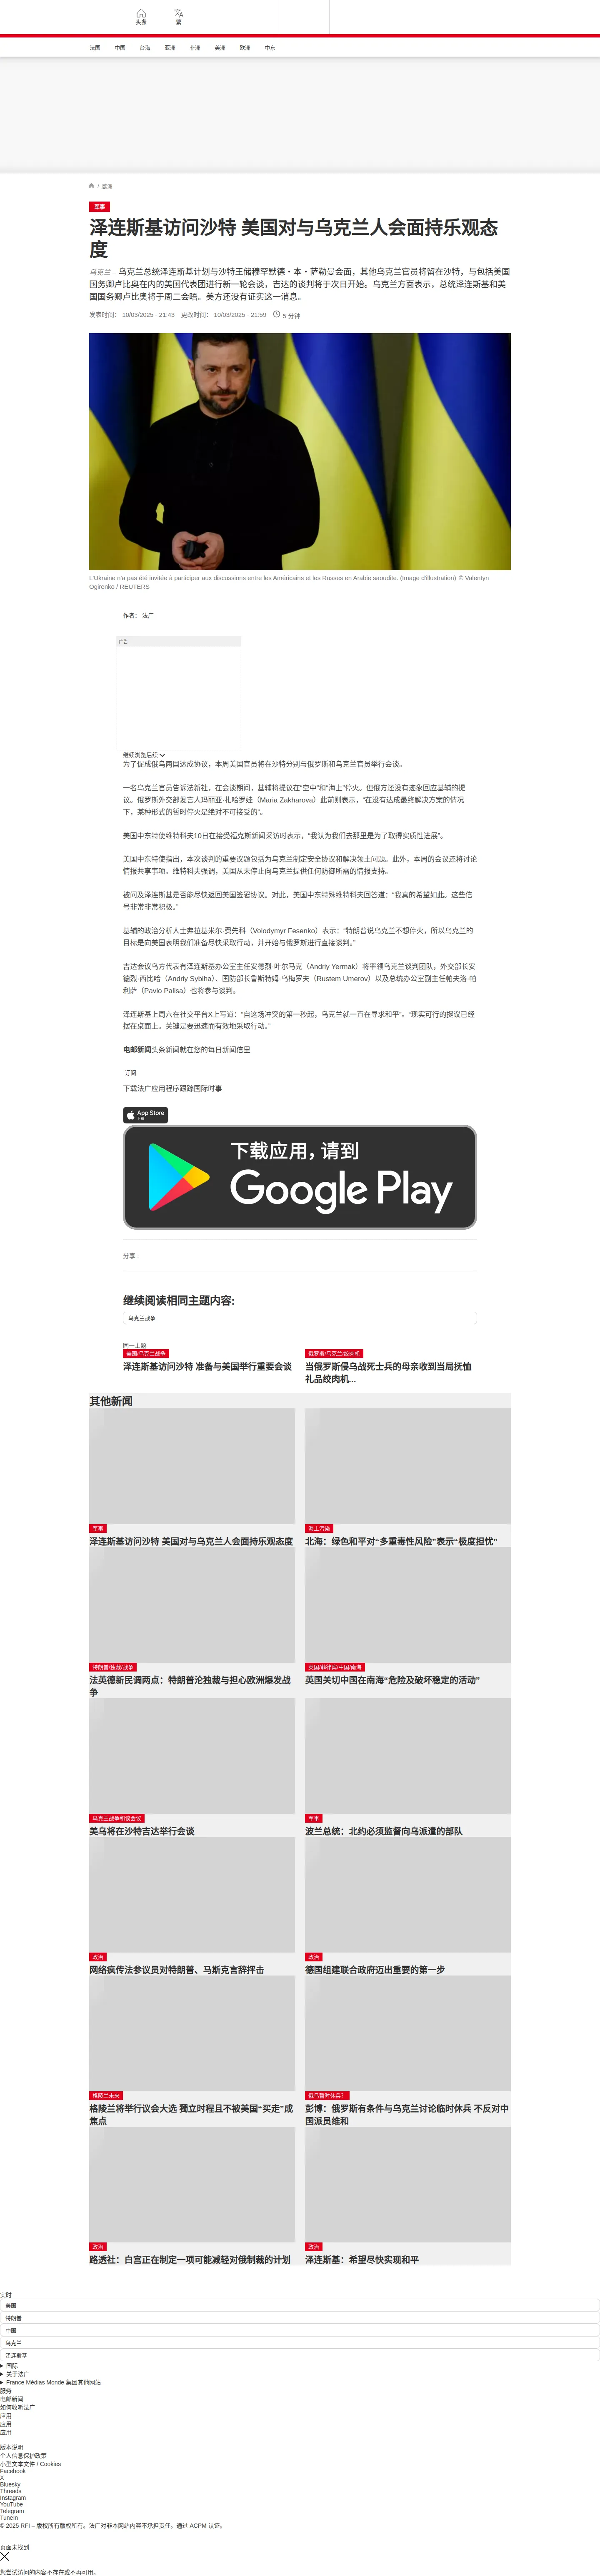 头条
繁
法国
中国
台海
亚洲
非洲
美洲
欧洲
中东
/ 欧洲
军事
泽连斯基访问沙特 美国对与乌克兰人会面持乐观态
度
乌克兰 – 乌克兰总统泽连斯基计划与沙特王储穆罕默德・本・萨勒曼会面，其他乌克兰官员将留在沙特，与包括美国
国务卿卢比奥在内的美国代表团进行新一轮会谈，吉达的谈判将于次日开始。乌克兰方面表示，总统泽连斯基和美
国国务卿卢比奥将于周二会晤。美方还没有证实这一消息。
发表时间： 10/03/2025 - 21:43 更改时间： 10/03/2025 - 21:59 5 分钟
L'Ukraine n'a pas été invitée à participer aux discussions entre les Américains et les Russes en Arabie saoudite. (Image d'illustration) © Valentyn
Ogirenko / REUTERS
作者： 法广
广告
继续浏览后续
为了促成俄乌两国达成协议，本周美国官员将在沙特分别与俄罗斯和乌克兰官员举行会谈。
一名乌克兰官员告诉法新社，在会谈期间，基辅将提议在“空中”和“海上”停火。但俄方还没有迹象回应基辅的提
议。俄罗斯外交部发言人玛丽亚·扎哈罗娃（Maria Zakharova）此前则表示，“在没有达成最终解决方案的情况
下，某种形式的暂时停火是绝对不可接受的”。
美国中东特使维特科夫10日在接受福克斯新闻采访时表示，“我认为我们去那里是为了取得实质性进展”。
美国中东特使指出，本次谈判的重要议题包括为乌克兰制定安全协议和解决领土问题。此外，本周的会议还将讨论
情报共享事项。维特科夫强调，美国从未停止向乌克兰提供任何防御所需的情报支持。
被问及泽连斯基是否能尽快返回美国签署协议。对此，美国中东特殊维特科夫回答道：“我真的希望如此。这些信
号非常非常积极。”
基辅的政治分析人士弗拉基米尔·费先科（Volodymyr Fesenko）表示：“特朗普说乌克兰不想停火，所以乌克兰的
目标是向美国表明我们准备尽快采取行动，并开始与俄罗斯进行直接谈判。”
吉达会议乌方代表有泽连斯基办公室主任安德烈·叶尔马克（Andriy Yermak）将率领乌克兰谈判团队，外交部长安
德烈·西比哈（Andriy Sybiha）、国防部长鲁斯特姆·乌梅罗夫（Rustem Umerov）以及总统办公室副主任帕夫洛·帕
利萨（Pavlo Palisa）也将参与谈判。
泽连斯基上周六在社交平台X上写道：“自这场冲突的第一秒起，乌克兰就一直在寻求和平”。“现实可行的提议已经
摆在桌面上。关键是要迅速而有效地采取行动。”
电邮新闻头条新闻就在您的每日新闻信里
订阅
下载法广应用程序跟踪国际时事
App Store
下载
下载应用，请到
Google Play
分享 :
继续阅读相同主题内容:
乌克兰战争
同一主题
美国/乌克兰战争
泽连斯基访问沙特 准备与美国举行重要会谈
俄罗斯/乌克兰/绞肉机
当俄罗斯侵乌战死士兵的母亲收到当局抚恤
礼品绞肉机...
其他新闻
军事
泽连斯基访问沙特 美国对与乌克兰人会面持乐观态度
海上污染
北海：绿色和平对“多重毒性风险”表示“极度担忧”
特朗普/独裁/战争
法英德新民调两点：特朗普沦独裁与担心欧洲爆发战
争
英国/菲律宾/中国/南海
英国关切中国在南海“危险及破坏稳定的活动”
乌克兰战争和谈会议
美乌将在沙特吉达举行会谈
军事
波兰总统：北约必须监督向乌派遣的部队
政治
网络疯传法参议员对特朗普、马斯克言辞抨击
政治
德国组建联合政府迈出重要的第一步
格陵兰未来
格陵兰将举行议会大选 獨立时程且不被美国“买走”成
焦点
俄乌暂时休兵？
彭博：俄罗斯有条件与乌克兰讨论临时休兵 不反对中
国派员维和
政治
路透社：白宫正在制定一项可能减轻对俄制裁的计划
政治
泽连斯基：希望尽快实现和平
实时
美国
特朗普
中国
乌克兰
泽连斯基
国际
关于法广
France Médias Monde 集团其他网站
服务
电邮新闻
如何收听法广
应用
应用
应用
版本说明
个人信息保护政策
小型文本文件 / Cookies
Facebook
X
Bluesky
Threads
Instagram
YouTube
Telegram
TuneIn
© 2025 RFI – 版权所有版权所有。法广对非本网站内容不承担责任。通过 ACPM 认证。
页面未找到
您尝试访问的内容不存在或不再可用。